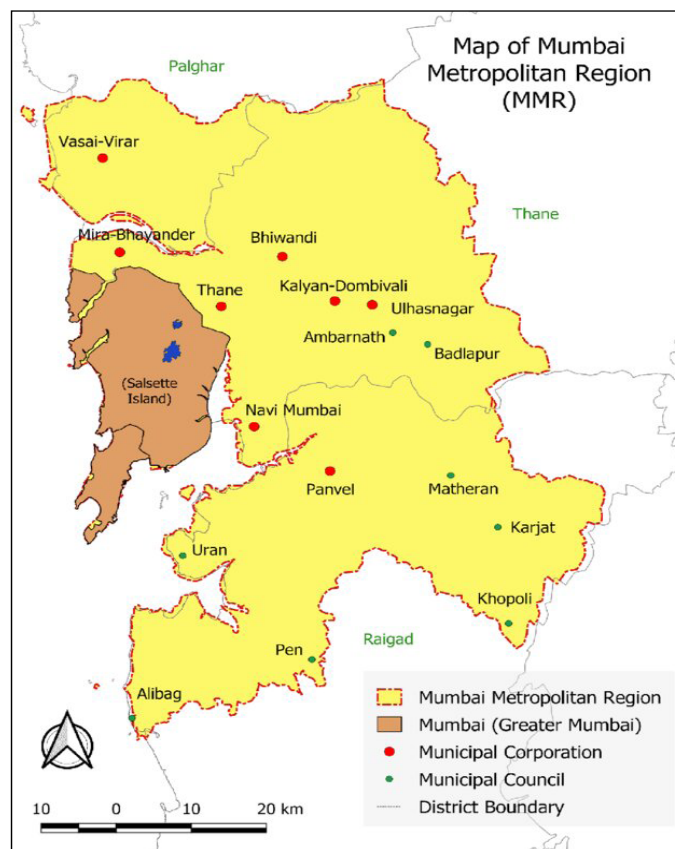 Map of Mumbai
Metropolitan Region
(MMR)
Palghar
Vasai-Virar
Thane
Mira-Bhayander
Bhiwandi
Thane
Kalyan-Dombivali
Ulhasnagar
Ambarnath
Badlapur
(Salsette
Island)
Navi Mumbai
Panvel
Matheran
Karjat
Uran
Khopoli
Raigad
Pen
Alibag
Mumbai Metropolitan Region
Mumbai (Greater Mumbai)
Municipal Corporation
Municipal Council
District Boundary
10 0 10 20 km